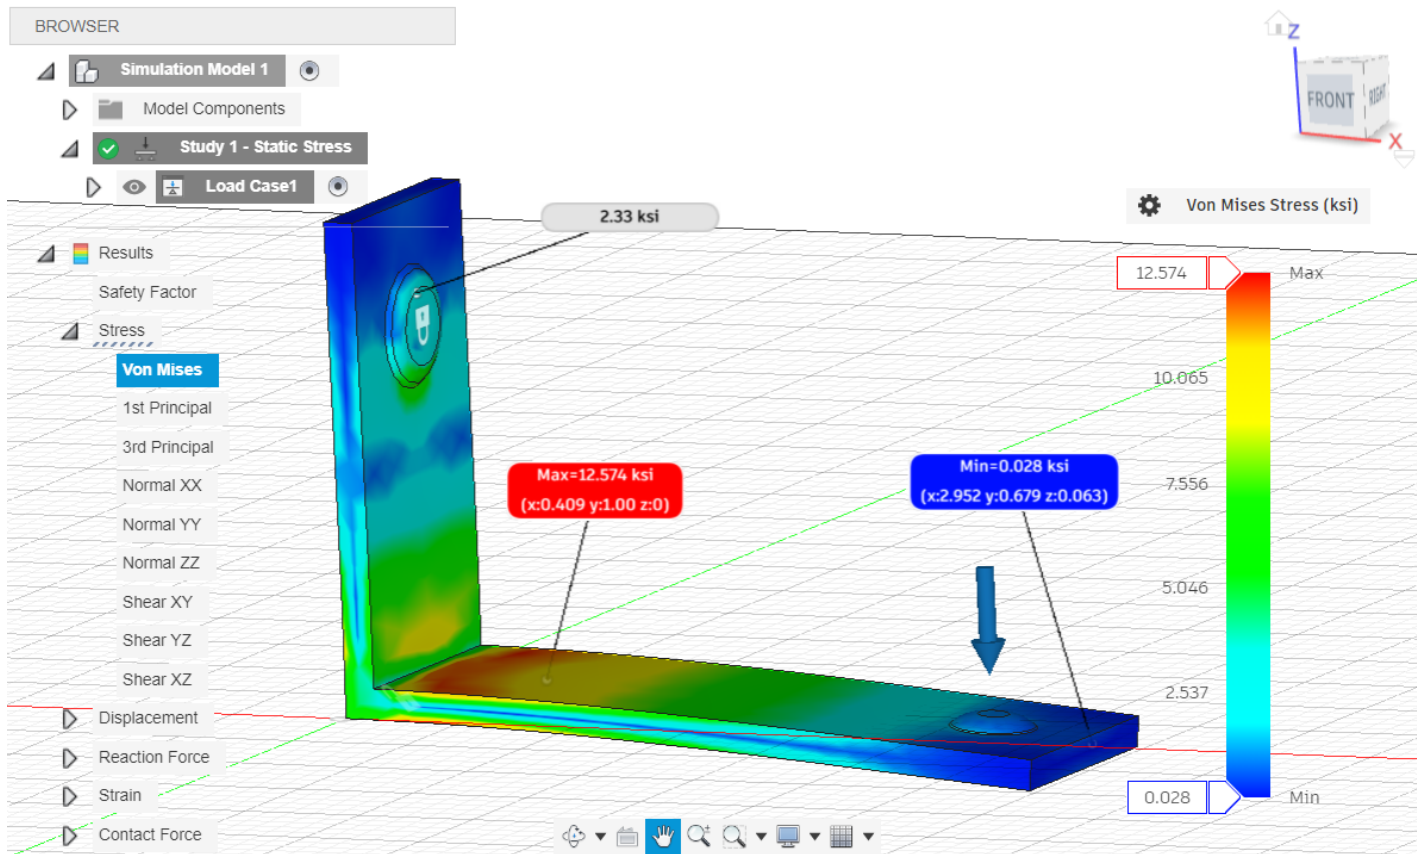 BROWSER
Simulation Model 1
Z
FRONT
RIGHT
X
Model Components
Study 1 - Static Stress
Load Case1
2.33 ksi
Von Mises Stress (ksi)
Results
12.574
Max
Safety Factor
Stress
Von Mises
10.065
1st Principal
3rd Principal
Max=12.574 ksi
(x:0.409 y:1.00 z:0)
Min=0.028 ksi
(x:2.952 y:0.679 z:0.063)
7.556
Normal XX
Normal YY
Normal ZZ
5.046
Shear XY
Shear YZ
Shear XZ
2.537
Displacement
Reaction Force
Strain
0.028
Min
Contact Force